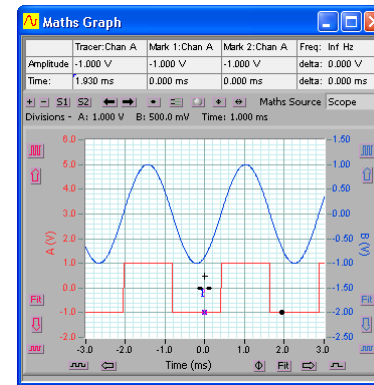 Maths Graph
Tracer:Chan A Mark 1:Chan A Mark 2:Chan A Freq: Inf Hz
Amplitude -1.000 V -1.000 V -1.000 V delta: 0.000 V
Time: 1.930 ms 0.000 ms 0.000 ms delta: 0.000 ms
+ - S1 S2 Maths Source Scope
Divisions - A: 1.000 V B: 500.0 mV Time: 1.000 ms
6.0 -1.50
5.0 1.00
4.0 0.50
3.0 0.00
2.0 -0.50
1.0 -1.00
0.0 -1.50
-1.0 -2.00
-2.0 -2.50
A (V)
B (V)
Fit
Fit
-3.0 -2.0 -1.0 0.0 1.0 2.0 3.0
Time (ms)
Fit